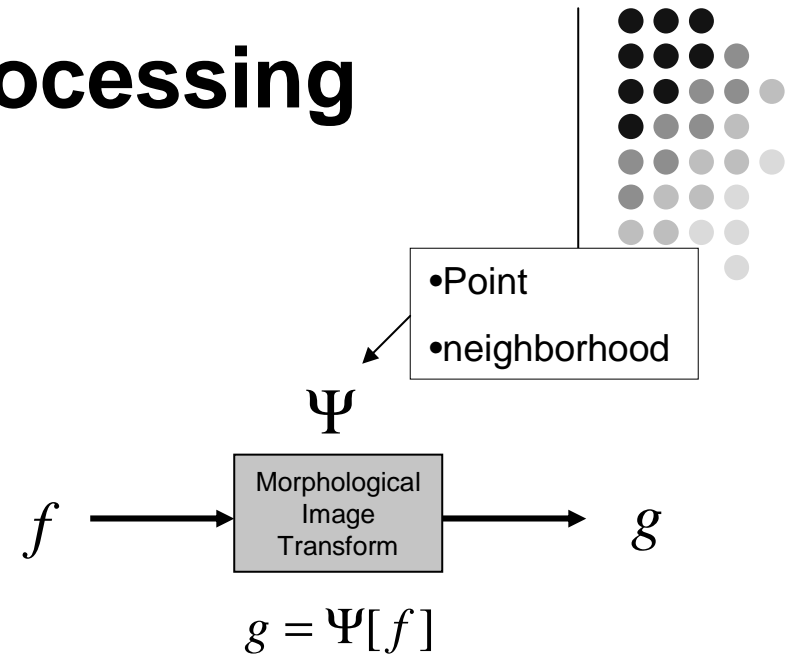 ocessing
•Point
•neighborhood
Ψ
Morphological
Image
Transform
f
g
g = Ψ[f]